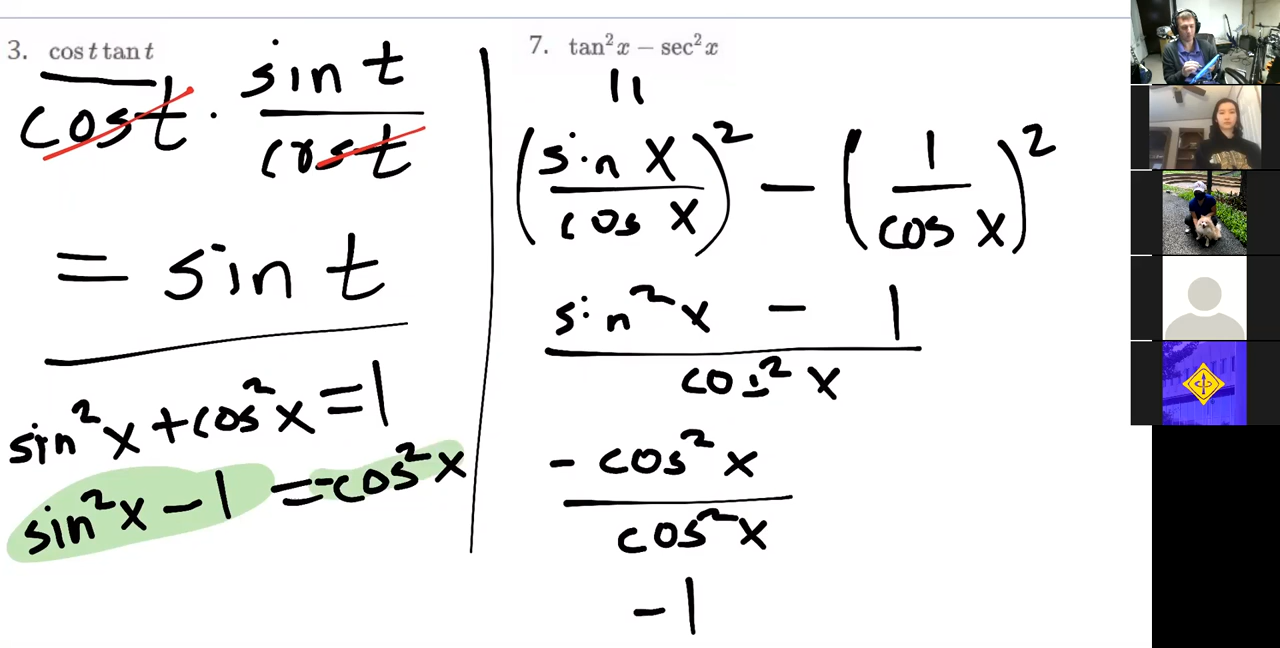 3. cos t tan t
cos t · sin t / cos t
= sin t
sin²x + cos²x = 1
sin²x − 1 = −cos²x
7. tan²x − sec²x
||
(sin x / cos x)² − (1 / cos x)²
sin²x − 1
cos²x
− cos²x
cos²x
−1